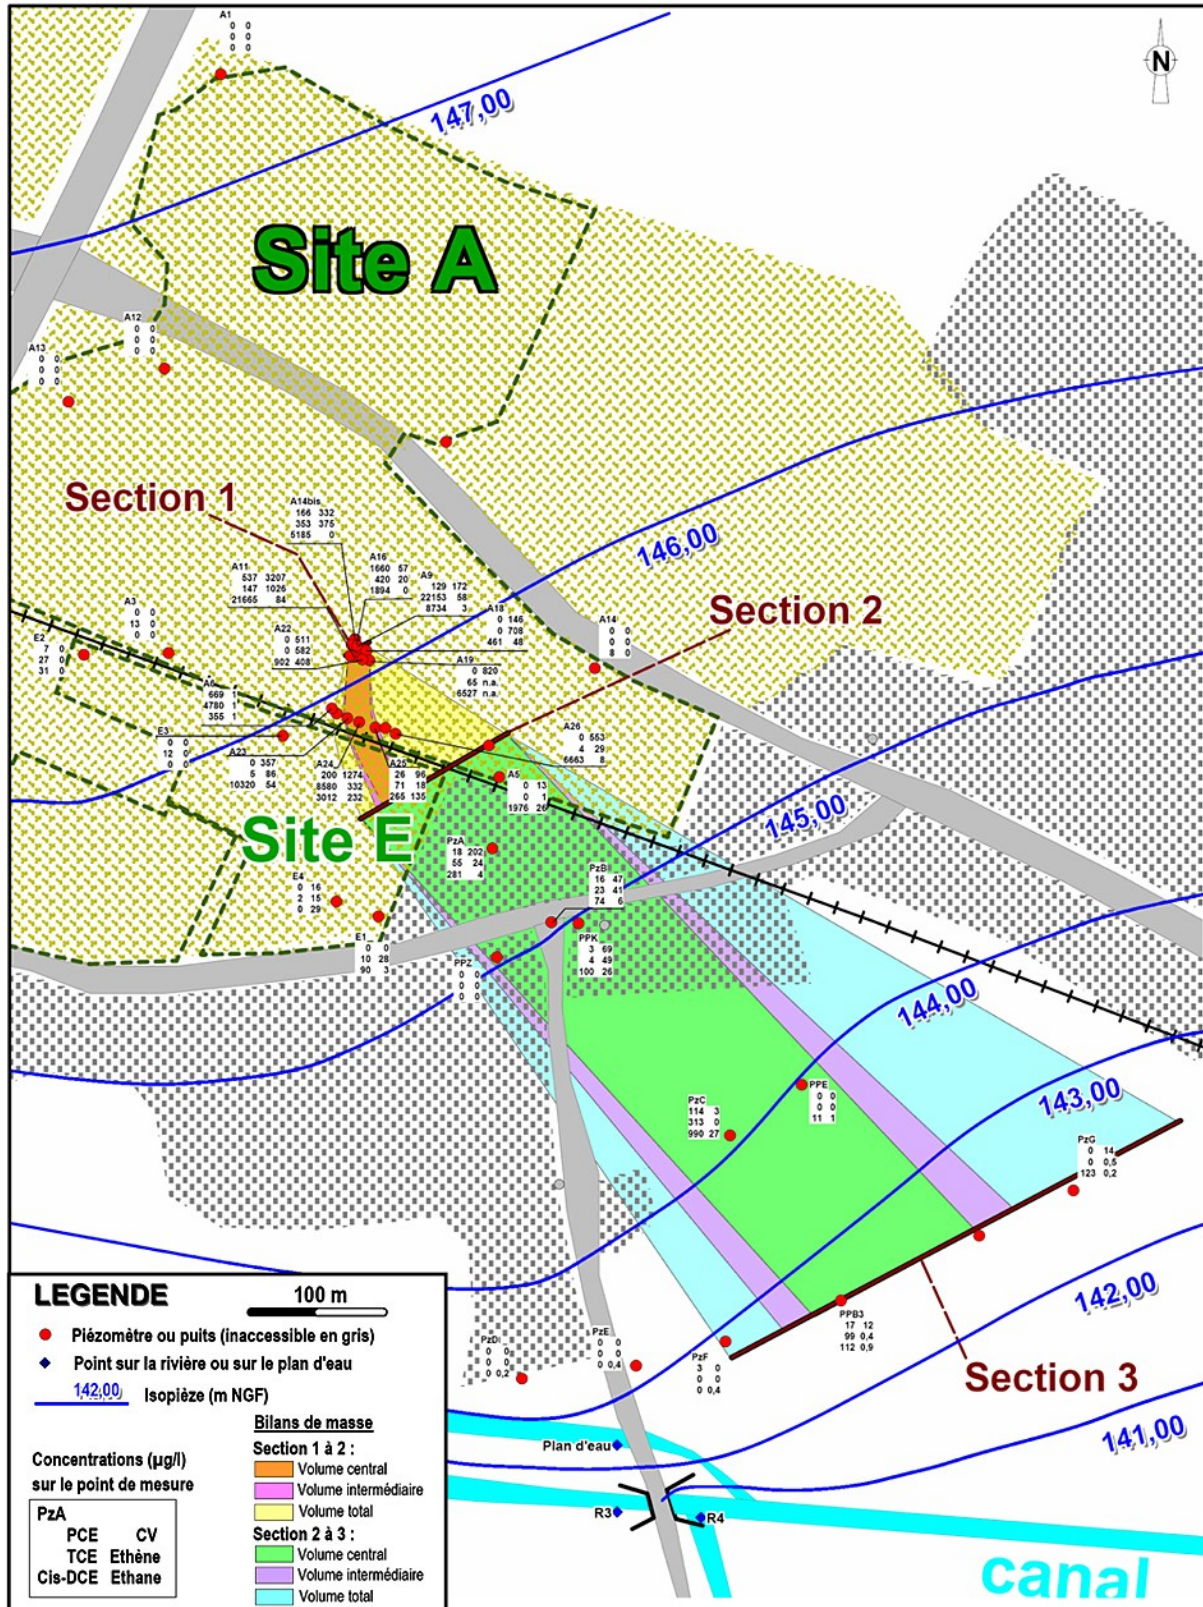 A1
0 0
0 0
0 0
N
147,00
Site A
A12
0 0
0 0
0 0
A13
0 0
0 0
0 0
Section 1
A14bis
166 332
353 375
5185 0
146,00
A16
1660 57
420 20
1894 0
A11
537 3207
147 1026
21665 84
A9
129 172
22153 58
8734 3
Section 2
A3
0 0
13 0
0 0
A18
0 146
0 708
461 48
A14
0 0
0 0
8 0
E2
7 0
27 0
31 0
A22
0 511
0 582
902 408
A19
0 820
65 n.a.
6527 n.a.
A6
669 1
4780 1
355 1
E3
0 0
12 0
0 0
A26
0 553
4 29
6663 8
A23
0 357
5 86
10320 54
A24
200 1274
8580 332
3012 232
A25
26 96
71 18
265 135
A5
0 13
0 1
1976 26
145,00
Site E
PzA
18 202
55 24
281 4
PzB
16 47
23 41
74 6
E4
0 16
2 15
0 29
E1
0 0
10 28
90 3
PPK
3 69
4 49
100 26
PPZ
0 0
0 0
0 0
144,00
PPE
0 0
0 0
11 1
143,00
PzC
114 3
313 0
990 27
PzG
0 14
0 0,5
123 0,2
142,00
PPB3
17 12
99 0,4
112 0,9
PzD
0 0
0 0
0 0,2
PzE
0 0
0 0
0 0,4
PzF
3 0
0 0
0 0,4
Section 3
141,00
Plan d'eau
R3
R4
canal
LEGENDE
100 m
Piézomètre ou puits (inaccessible en gris)
Point sur la rivière ou sur le plan d'eau
142,00 Isopièze (m NGF)
Bilans de masse
Section 1 à 2 :
Volume central
Volume intermédiaire
Volume total
Section 2 à 3 :
Volume central
Volume intermédiaire
Volume total
Concentrations (µg/l)
sur le point de mesure
PzA
PCE CV
TCE Ethène
Cis-DCE Ethane